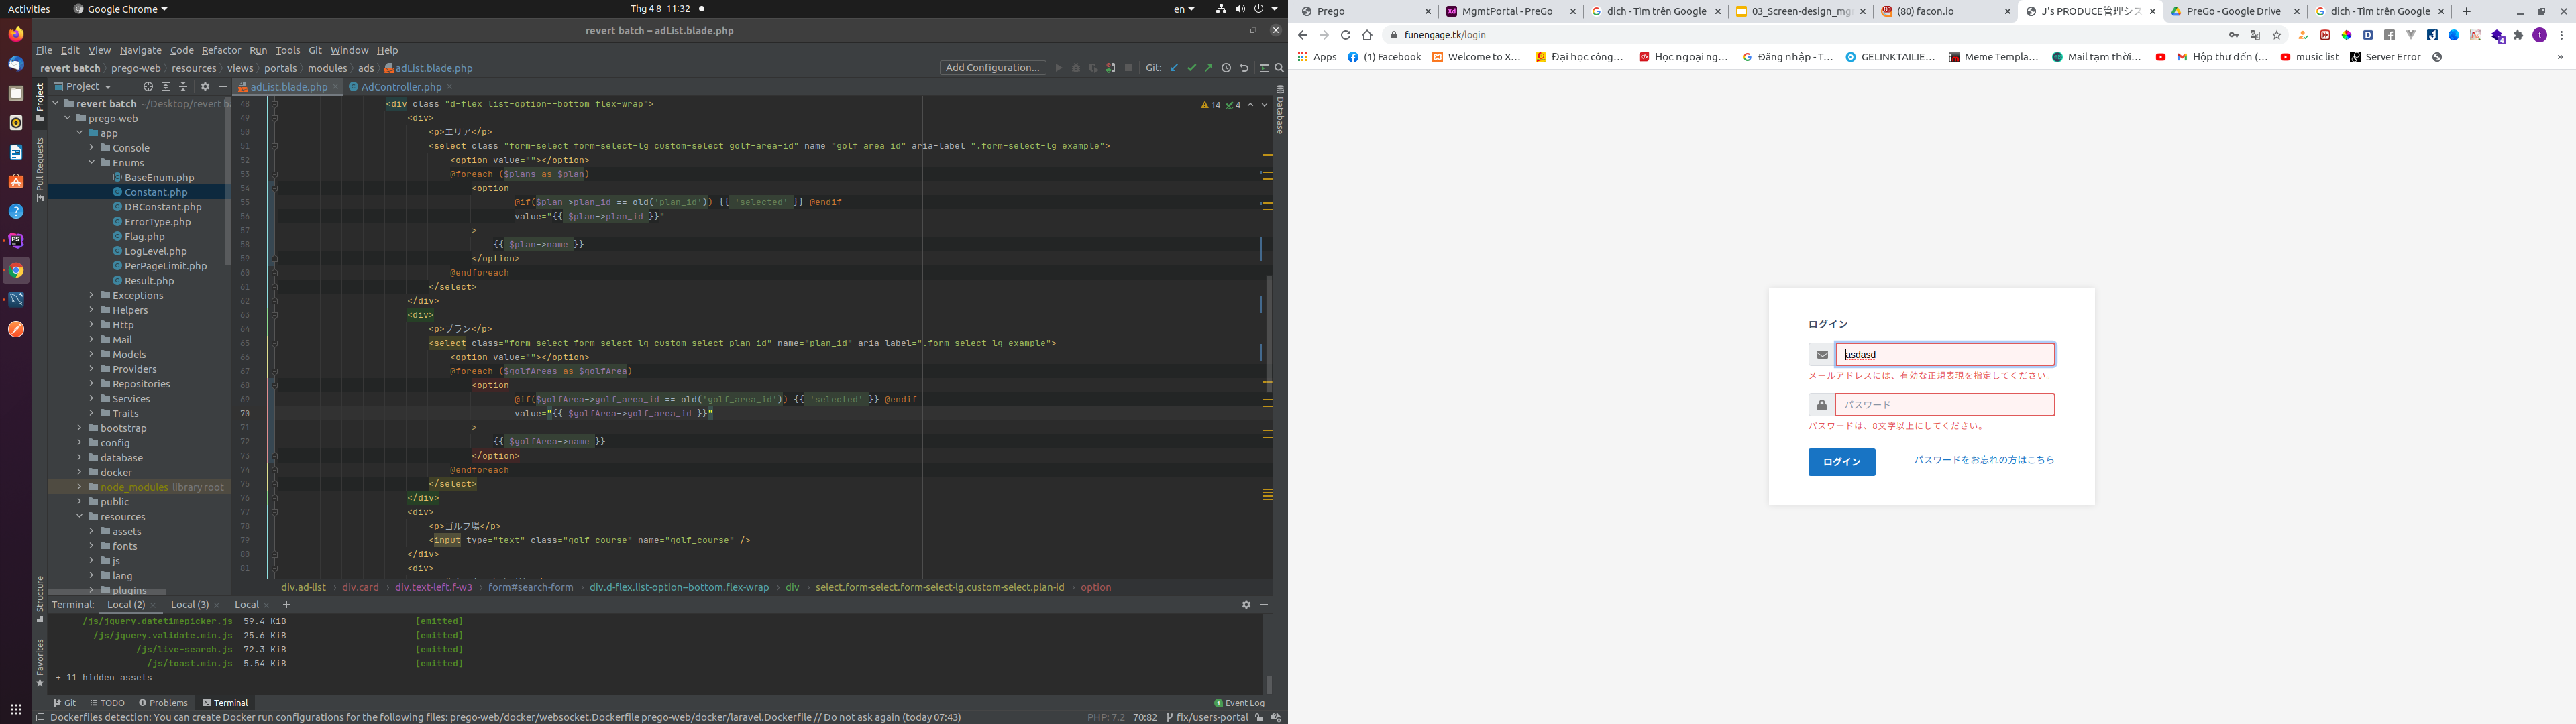 Activities
Google Chrome
Thg 4 8 11:32
en
revert batch – adList.blade.php
File Edit View Navigate Code Refactor Run Tools Git Window Help
revert batch prego-web resources views portals modules ads adList.blade.php
Add Configuration...
Git:
Project
adList.blade.php
AdController.php
Project
Pull Requests
Structure
Favorites
Database
revert batch ~/Desktop/revert ba
prego-web
app
Console
Enums
BaseEnum.php
Constant.php
DBConstant.php
ErrorType.php
Flag.php
LogLevel.php
PerPageLimit.php
Result.php
Exceptions
Helpers
Http
Mail
Models
Providers
Repositories
Services
Traits
bootstrap
config
database
docker
node_modules library root
public
resources
assets
fonts
js
lang
plugins
14 4
48 <div class="d-flex list-option--bottom flex-wrap">
49 <div>
50 <p>エリア</p>
51 <select class="form-select form-select-lg custom-select golf-area-id" name="golf_area_id" aria-label=".form-select-lg example">
52 <option value=""></option>
53 @foreach ($plans as $plan)
54 <option
55 @if($plan->plan_id == old('plan_id')) {{ 'selected' }} @endif
56 value="{{ $plan->plan_id }}"
57 >
58 {{ $plan->name }}
59 </option>
60 @endforeach
61 </select>
62 </div>
63 <div>
64 <p>プラン</p>
65 <select class="form-select form-select-lg custom-select plan-id" name="plan_id" aria-label=".form-select-lg example">
66 <option value=""></option>
67 @foreach ($golfAreas as $golfArea)
68 <option
69 @if($golfArea->golf_area_id == old('golf_area_id')) {{ 'selected' }} @endif
70 value="{{ $golfArea->golf_area_id }}"
71 >
72 {{ $golfArea->name }}
73 </option>
74 @endforeach
75 </select>
76 </div>
77 <div>
78 <p>ゴルフ場</p>
79 <input type="text" class="golf-course" name="golf_course" />
80 </div>
81 <div>
div.ad-list div.card div.text-left.f-w3 form#search-form div.d-flex.list-option--bottom.flex-wrap div select.form-select.form-select-lg.custom-select.plan-id option
Terminal: Local (2) Local (3) Local
/js/jquery.datetimepicker.js 59.4 KiB [emitted]
/js/jquery.validate.min.js 25.6 KiB [emitted]
/js/live-search.js 72.3 KiB [emitted]
/js/toast.min.js 5.54 KiB [emitted]
+ 11 hidden assets
Git TODO Problems Terminal
1 Event Log
Dockerfiles detection: You can create Docker run configurations for the following files: prego-web/docker/websocket.Dockerfile prego-web/docker/laravel.Dockerfile // Do not ask again (today 07:43)
PHP: 7.2 70:82 fix/users-portal
Prego
MgmtPortal - PreGo
dich - Tìm trên Google
03_Screen-design_mg
(80) facon.io
J's PRODUCE管理シス
PreGo - Google Drive
dich - Tìm trên Google
funengage.tk/login
Apps
(1) Facebook
Welcome to X...
Đại học công...
Học ngoại ng...
Đăng nhập - T...
GELINKTAILIE...
Meme Templa...
Mail tạm thời...
Hộp thư đến (...
music list
Server Error
ログイン
asdasd
メールアドレスには、有効な正規表現を指定してください。
パスワード
パスワードは、8文字以上にしてください。
ログイン
パスワードをお忘れの方はこちら